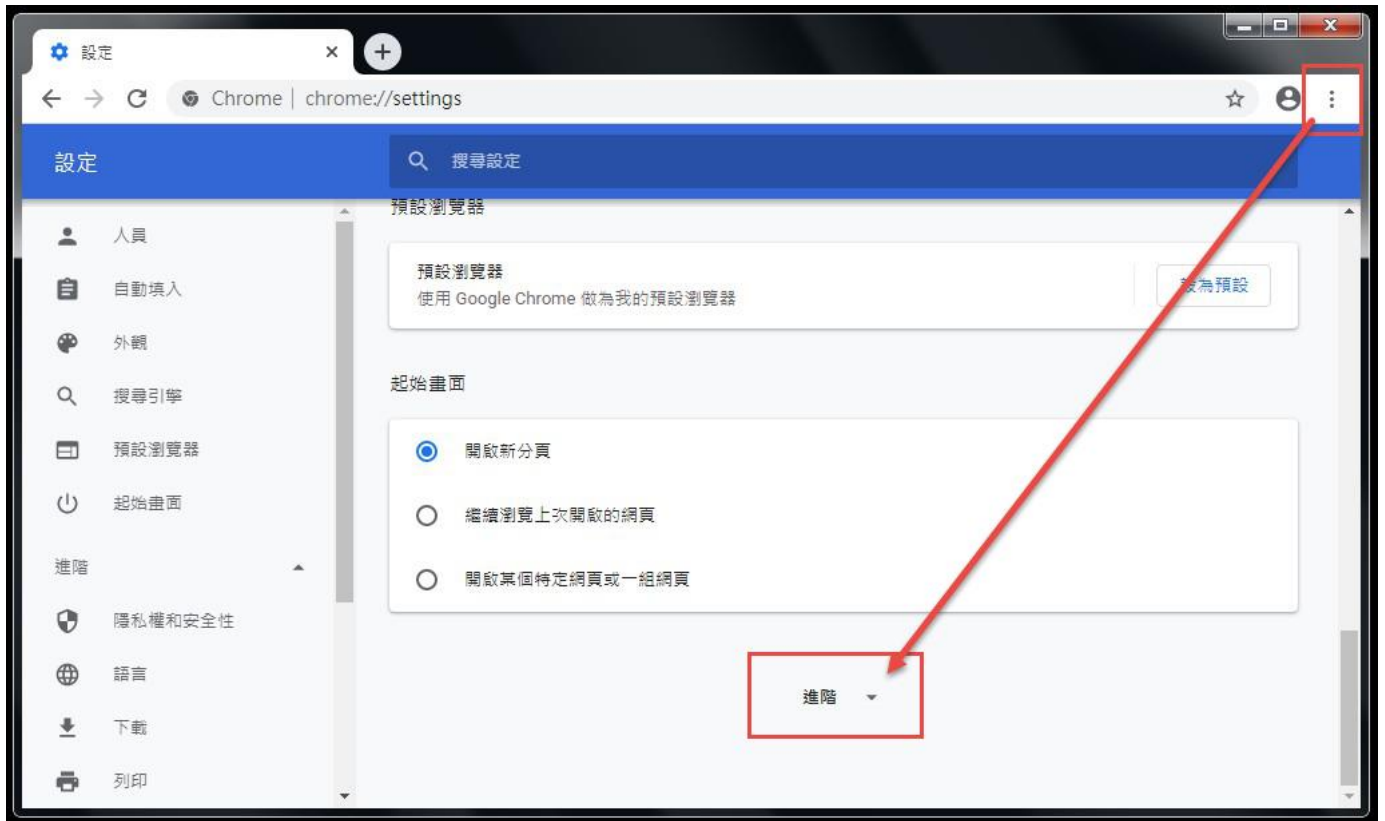 設定
Chrome | chrome://settings
設定
搜尋設定
人員
自動填入
外觀
搜尋引擎
預設瀏覽器
起始畫面
進階
隱私權和安全性
語言
下載
列印
預設瀏覽器
預設瀏覽器
使用 Google Chrome 做為我的預設瀏覽器
設為預設
起始畫面
開啟新分頁
繼續瀏覽上次開啟的網頁
開啟某個特定網頁或一組網頁
進階